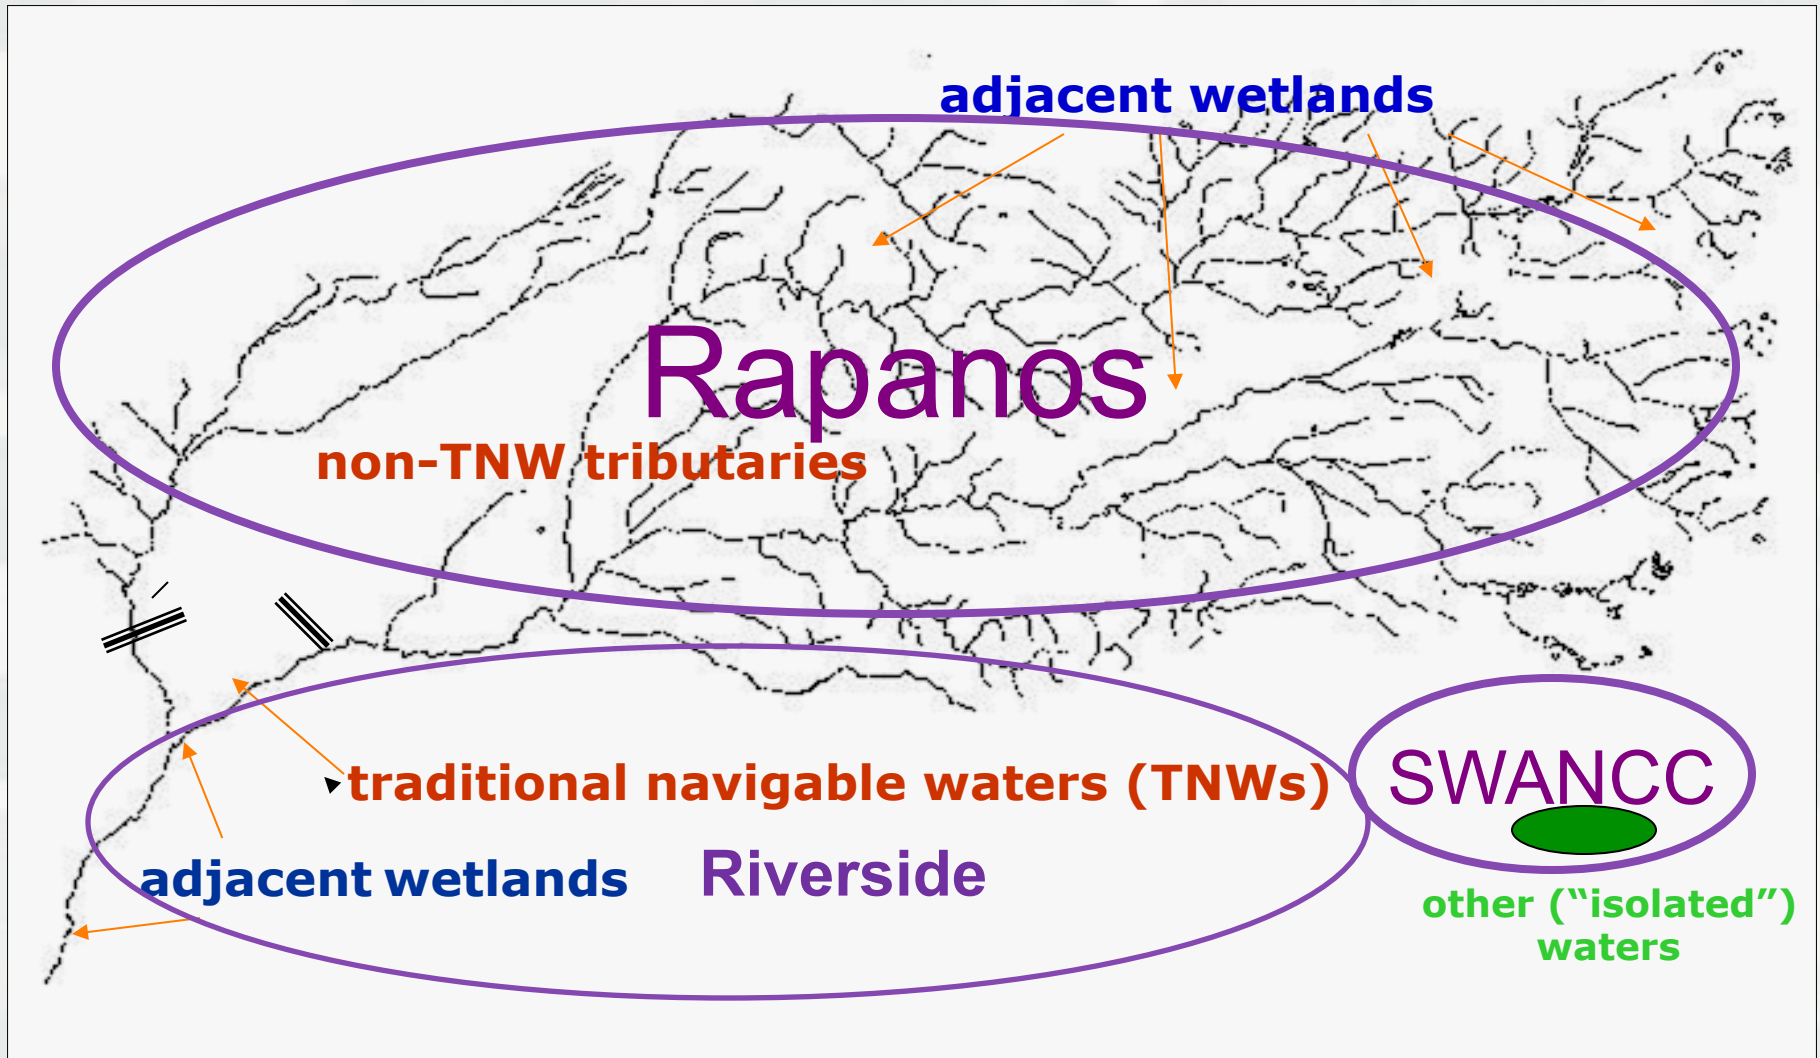 adjacent wetlands
Rapanos
non-TNW tributaries
traditional navigable waters (TNWs)
SWANCC
adjacent wetlands
Riverside
other (“isolated”)
waters